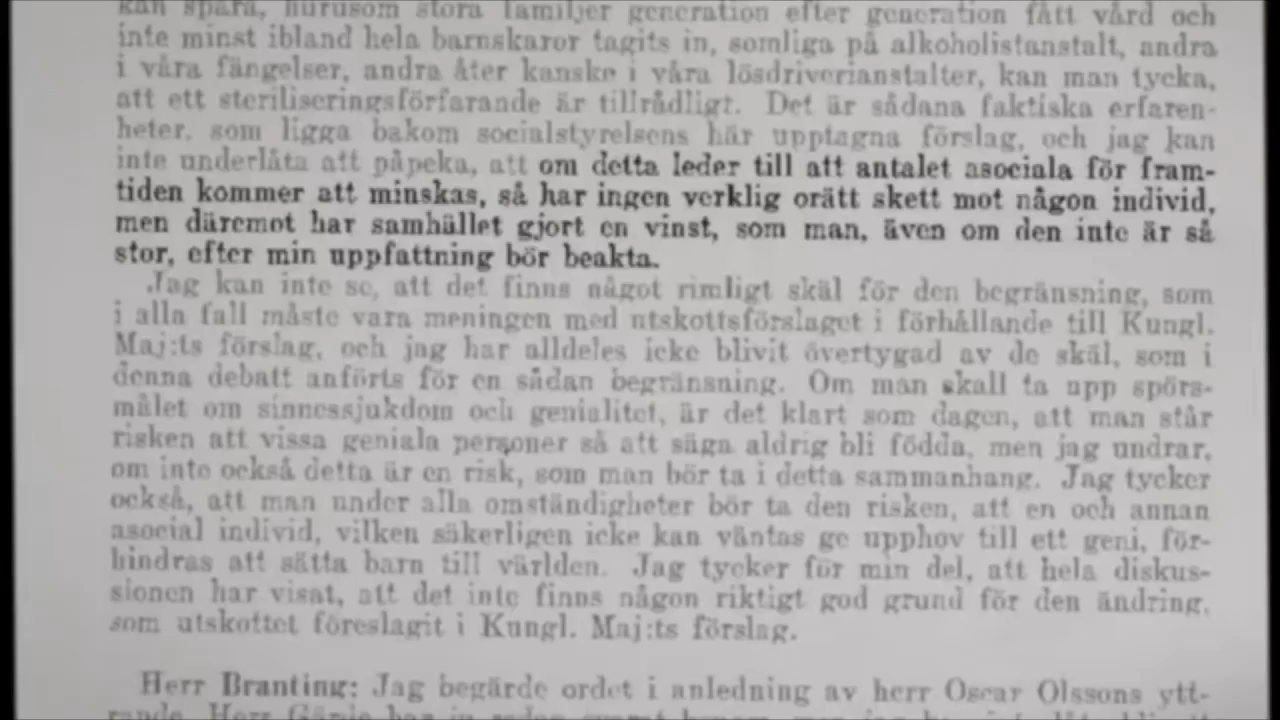 kan spåra, hurusom stora familjer generation efter generation fått vård och
inte minst ibland hela barnskaror tagits in, somliga på alkoholistanstalt, andra
i våra fängelser, andra åter kanske i våra lösdriverianstalter, kan man tycka,
att ett steriliseringsförfarande är tillrådligt. Det är sådana faktiska erfaren-
heter, som ligga bakom socialstyrelsens här upptagna förslag, och jag kan
inte underlåta att påpeka, att om detta leder till att antalet asociala för fram-
tiden kommer att minskas, så har ingen verklig orätt skett mot någon individ,
men däremot har samhället gjort en vinst, som man, även om den inte är så
stor, efter min uppfattning bör beakta.
Jag kan inte se, att det finns något rimligt skäl för den begränsning, som
i alla fall måste vara meningen med utskottsförslaget i förhållande till Kungl.
Maj:ts förslag, och jag har alldeles icke blivit övertygad av de skäl, som i
denna debatt anförts för en sådan begränsning. Om man skall ta upp spörs-
målet om sinnessjukdom och genialitet, är det klart som dagen, att man står
risken att vissa geniala personer så att säga aldrig bli födda, men jag undrar,
om inte också detta är en risk, som man bör ta i detta sammanhang. Jag tycker
också, att man under alla omständigheter bör ta den risken, att en och annan
asocial individ, vilken säkerligen icke kan väntas ge upphov till ett geni, för-
hindras att sätta barn till världen. Jag tycker för min del, att hela diskus-
sionen har visat, att det inte finns någon riktigt god grund för den ändring,
som utskottet föreslagit i Kungl. Maj:ts förslag.
Herr Branting: Jag begärde ordet i anledning av herr Oscar Olssons ytt-
rande. Herr